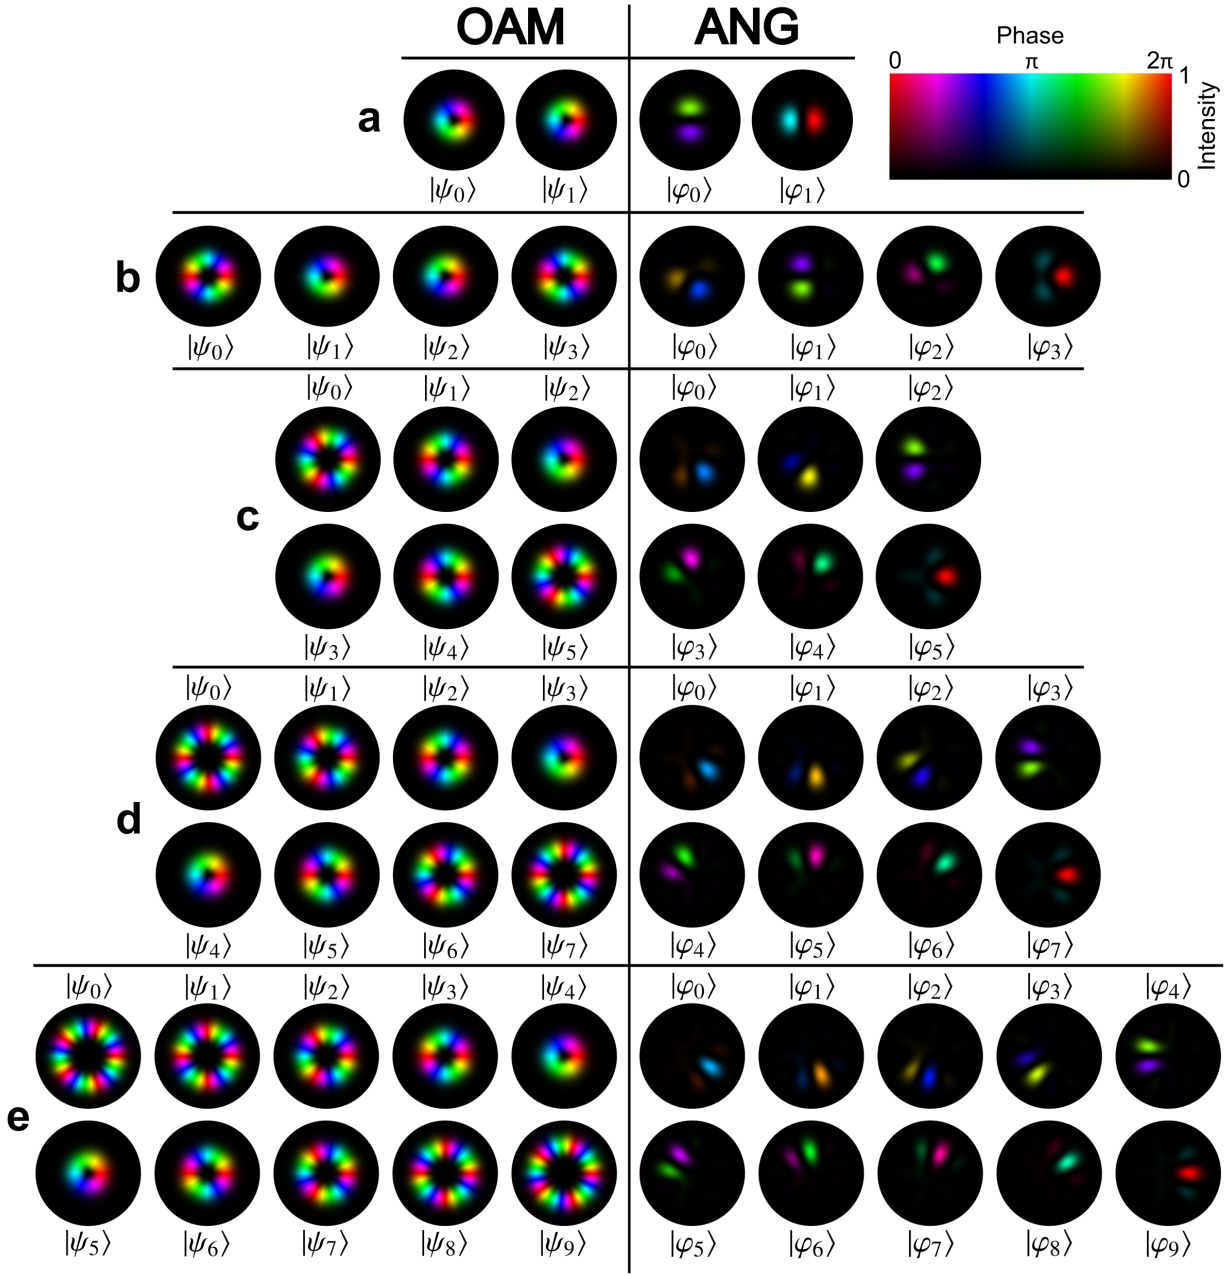 OAM ANG
Phase
0 π 2π
1
Intensity
0
a
|ψ₀⟩ |ψ₁⟩ |φ₀⟩ |φ₁⟩
b
|ψ₀⟩ |ψ₁⟩ |ψ₂⟩ |ψ₃⟩ |φ₀⟩ |φ₁⟩ |φ₂⟩ |φ₃⟩
|ψ₀⟩ |ψ₁⟩ |ψ₂⟩ |φ₀⟩ |φ₁⟩ |φ₂⟩
c
|ψ₃⟩ |ψ₄⟩ |ψ₅⟩ |φ₃⟩ |φ₄⟩ |φ₅⟩
|ψ₀⟩ |ψ₁⟩ |ψ₂⟩ |ψ₃⟩ |φ₀⟩ |φ₁⟩ |φ₂⟩ |φ₃⟩
d
|ψ₄⟩ |ψ₅⟩ |ψ₆⟩ |ψ₇⟩ |φ₄⟩ |φ₅⟩ |φ₆⟩ |φ₇⟩
|ψ₀⟩ |ψ₁⟩ |ψ₂⟩ |ψ₃⟩ |ψ₄⟩ |φ₀⟩ |φ₁⟩ |φ₂⟩ |φ₃⟩ |φ₄⟩
e
|ψ₅⟩ |ψ₆⟩ |ψ₇⟩ |ψ₈⟩ |ψ₉⟩ |φ₅⟩ |φ₆⟩ |φ₇⟩ |φ₈⟩ |φ₉⟩